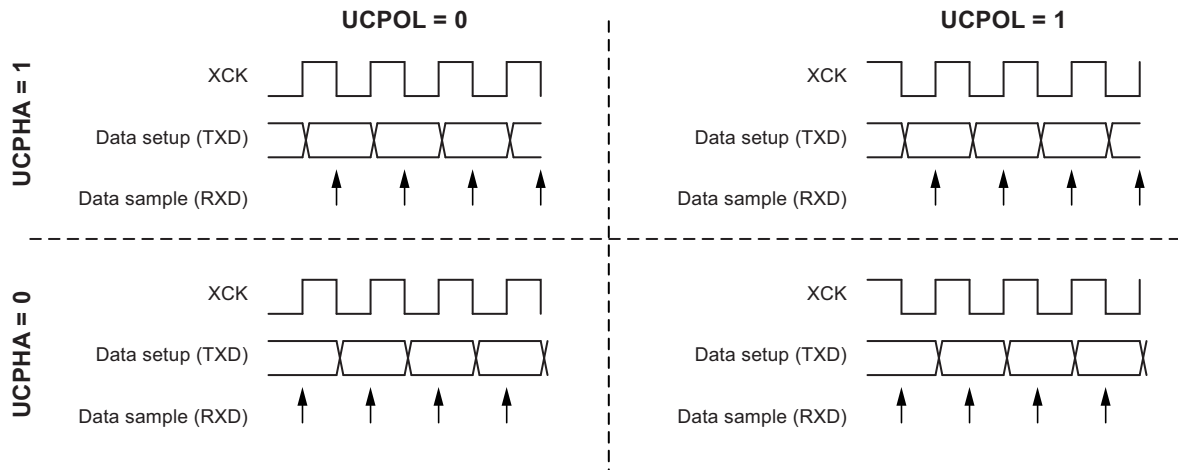 UCPOL = 0
UCPOL = 1
UCPHA = 1
XCK
Data setup (TXD)
Data sample (RXD)
XCK
Data setup (TXD)
Data sample (RXD)
UCPHA = 0
XCK
Data setup (TXD)
Data sample (RXD)
XCK
Data setup (TXD)
Data sample (RXD)